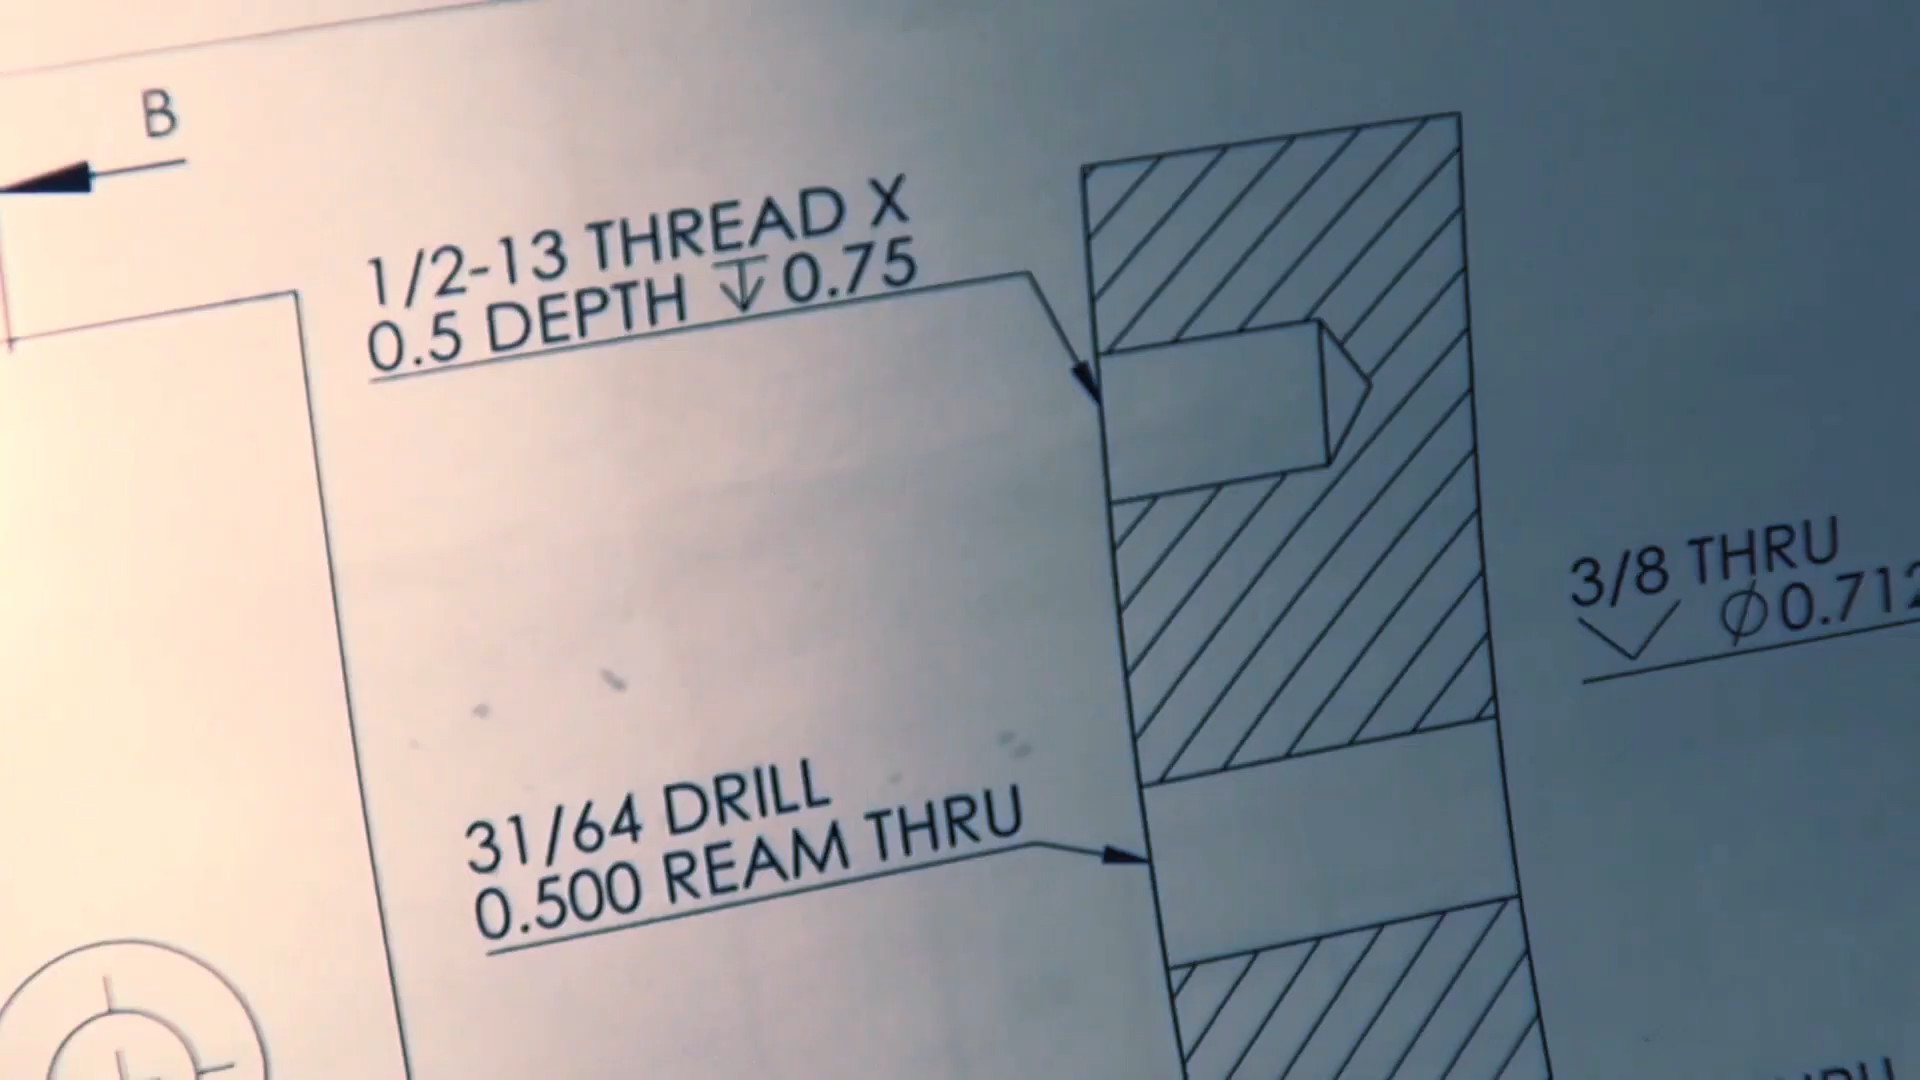 B
1/2-13 THREAD X
0.5 DEPTH ↧ 0.75
3/8 THRU
⌵ ∅0.712
31/64 DRILL
0.500 REAM THRU